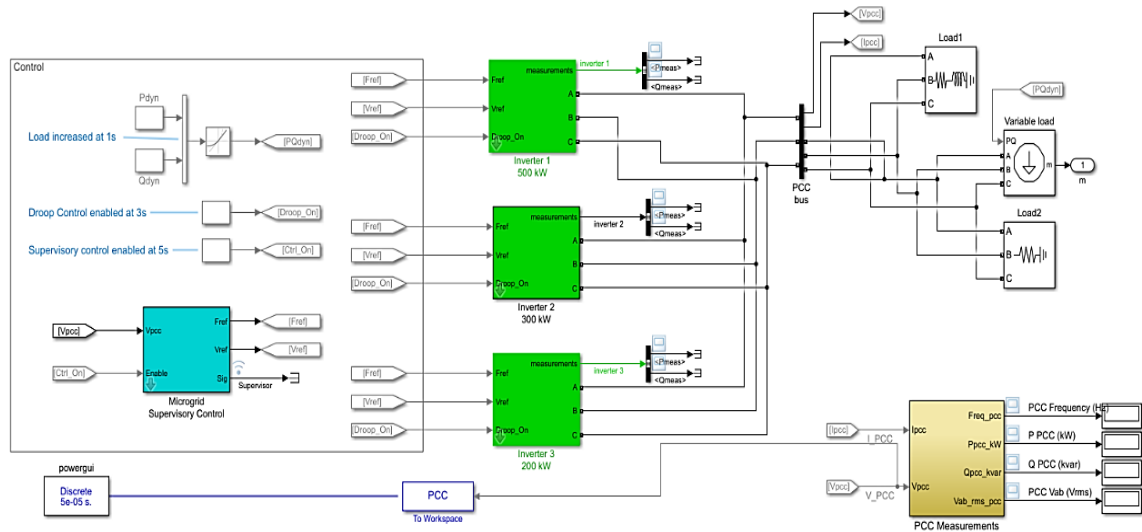 Control
Pdyn
Load increased at 1s
[PQdyn]
Qdyn
Droop Control enabled at 3s
[Droop_On]
Supervisory control enabled at 5s
[Ctrl_On]
[Vpcc]
Vpcc
Fref
[Fref]
Vref
[Vref]
[Ctrl_On]
Enable
Sig
Supervisor
Microgrid
Supervisory Control
powergui
Discrete
5e-05 s.
PCC
To Workspace
[Fref]
Fref
[Vref]
Vref
[Droop_On]
Droop_On
measurements
A
B
C
inverter 1
<Pmeas>
<Qmeas>
Inverter 1
500 kW
[Fref]
Fref
[Vref]
Vref
[Droop_On]
Droop_On
measurements
A
B
C
inverter 2
<Pmeas>
<Qmeas>
Inverter 2
300 kW
[Fref]
Fref
[Vref]
Vref
[Droop_On]
Droop_On
measurements
A
B
C
inverter 3
<Pmeas>
<Qmeas>
Inverter 3
200 kW
[Vpcc]
[Ipcc]
PCC
bus
Load1
A
B
C
[PQdyn]
Variable load
PQ
A
B
C
m
1
m
Load2
A
B
C
[Ipcc]
I_PCC
Ipcc
[Vpcc]
V_PCC
Vpcc
Freq_pcc
PCC Frequency (Hz)
Ppcc_kW
P PCC (kW)
Qpcc_kvar
Q PCC (kvar)
Vab_rms_pcc
PCC Vab (Vrms)
PCC Measurements